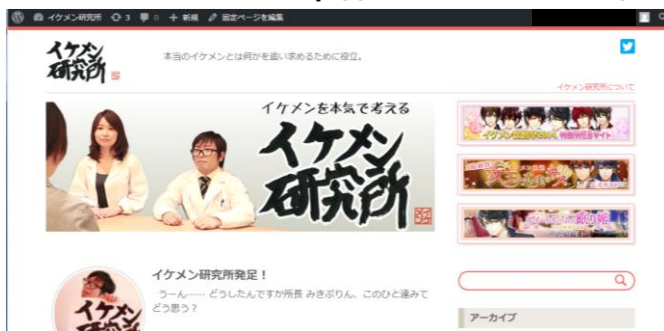 イケメン研究所 3 0 + 新規 固定ページを編集
イケメン
研究所
本当のイケメンとは何かを追い求めるために設立。
イケメン研究所について
イケメンを本気で考える
イケメン
研究所
イケメン研究所発足！
うーん…… どうしたんですか所長 みきぷりん、このひと達みて
どう思う？
イケメン
アーカイブ